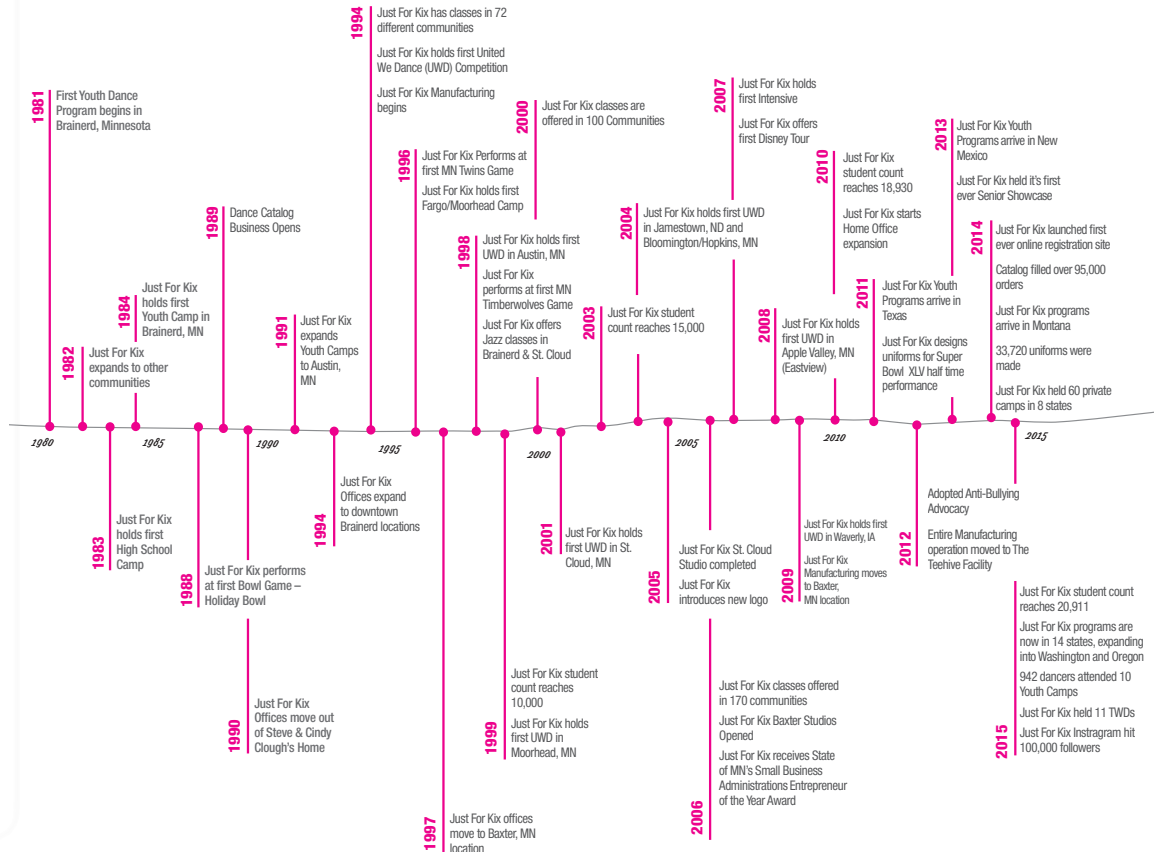 1981
First Youth Dance
Program begins in
Brainerd, Minnesota
1982
Just For Kix
expands to other
communities
1983
Just For Kix
holds first
High School
Camp
1984
Just For Kix
holds first
Youth Camp in
Brainerd, MN
1988
Just For Kix performs
at first Bowl Game –
Holiday Bowl
1989
Dance Catalog
Business Opens
1990
Just For Kix
Offices move out
of Steve & Cindy
Clough's Home
1991
Just For Kix
expands
Youth Camps
to Austin,
MN
1994
Just For Kix
Offices expand
to downtown
Brainerd locations
1994
Just For Kix has classes in 72
different communities
Just For Kix holds first United
We Dance (UWD) Competition
Just For Kix Manufacturing
begins
1996
Just For Kix Performs at
first MN Twins Game
Just For Kix holds first
Fargo/Moorhead Camp
1997
Just For Kix offices
move to Baxter, MN
location
1998
Just For Kix holds first
UWD in Austin, MN
Just For Kix
performs at first MN
Timberwolves Game
Just For Kix offers
Jazz classes in
Brainerd & St. Cloud
1999
Just For Kix student
count reaches
10,000
Just For Kix holds
first UWD in
Moorhead, MN
2000
Just For Kix classes are
offered in 100 Communities
2001
Just For Kix holds
first UWD in St.
Cloud, MN
2003
Just For Kix student
count reaches 15,000
2004
Just For Kix holds first UWD
in Jamestown, ND and
Bloomington/Hopkins, MN
2005
Just For Kix St. Cloud
Studio completed
Just For Kix
introduces new logo
2006
Just For Kix classes offered
in 170 communities
Just For Kix Baxter Studios
Opened
Just For Kix receives State
of MN's Small Business
Administrations Entrepreneur
of the Year Award
2007
Just For Kix holds
first Intensive
Just For Kix offers
first Disney Tour
2008
Just For Kix holds
first UWD in
Apple Valley, MN
(Eastview)
2009
Just For Kix holds first
UWD in Waverly, IA
Just For Kix
Manufacturing moves
to Baxter,
MN location
2010
Just For Kix
student count
reaches 18,930
Just For Kix starts
Home Office
expansion
2011
Just For Kix Youth
Programs arrive in
Texas
Just For Kix designs
uniforms for Super
Bowl XLV half time
performance
2012
Adopted Anti-Bullying
Advocacy
Entire Manufacturing
operation moved to The
Teehive Facility
2013
Just For Kix Youth
Programs arrive in New
Mexico
Just For Kix held it's first
ever Senior Showcase
2014
Just For Kix launched first
ever online registration site
Catalog filled over 95,000
orders
Just For Kix programs
arrive in Montana
33,720 uniforms were
made
Just For Kix held 60 private
camps in 8 states
2015
Just For Kix student count
reaches 20,911
Just For Kix programs are
now in 14 states, expanding
into Washington and Oregon
942 dancers attended 10
Youth Camps
Just For Kix held 11 TWDs
Just For Kix Instragram hit
100,000 followers
1980
1985
1990
1995
2000
2005
2010
2015